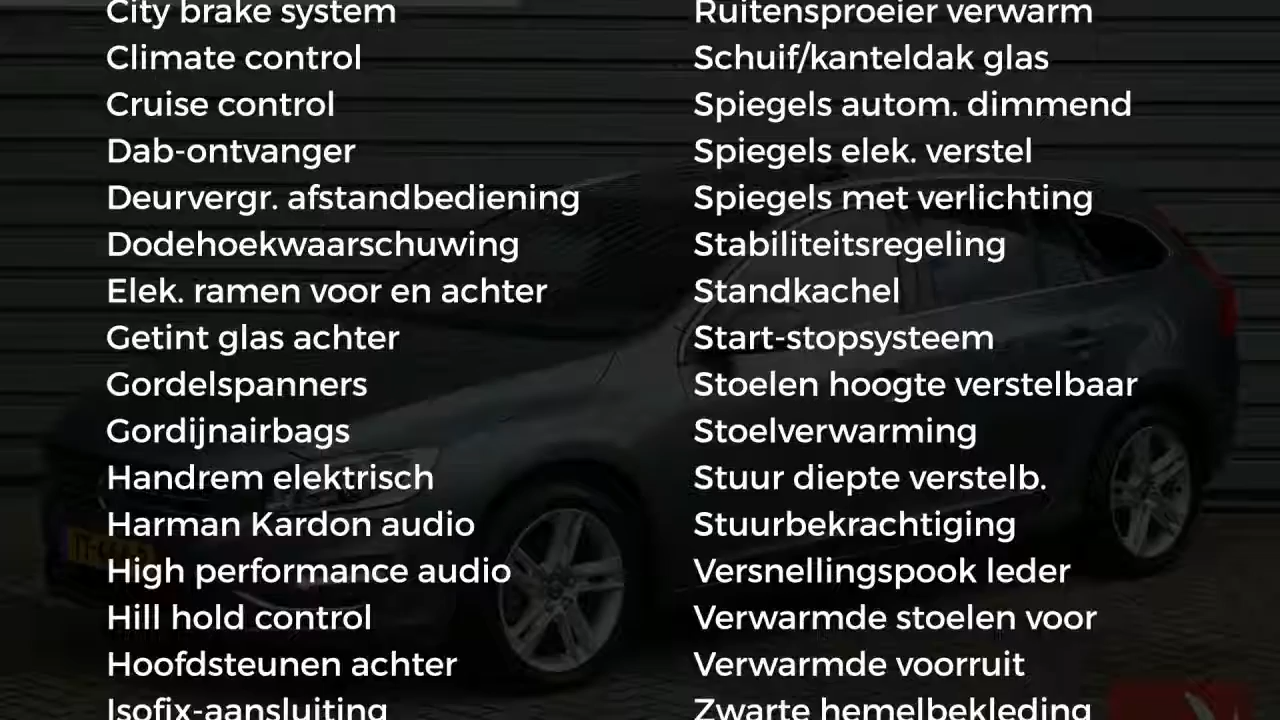 City brake system
Climate control
Cruise control
Dab-ontvanger
Deurvergr. afstandbediening
Dodehoekwaarschuwing
Elek. ramen voor en achter
Getint glas achter
Gordelspanners
Gordijnairbags
Handrem elektrisch
Harman Kardon audio
High performance audio
Hill hold control
Hoofdsteunen achter
Isofix-aansluiting
Ruitensproeier verwarm
Schuif/kanteldak glas
Spiegels autom. dimmend
Spiegels elek. verstel
Spiegels met verlichting
Stabiliteitsregeling
Standkachel
Start-stopsysteem
Stoelen hoogte verstelbaar
Stoelverwarming
Stuur diepte verstelb.
Stuurbekrachtiging
Versnellingspook leder
Verwarmde stoelen voor
Verwarmde voorruit
Zwarte hemelbekleding